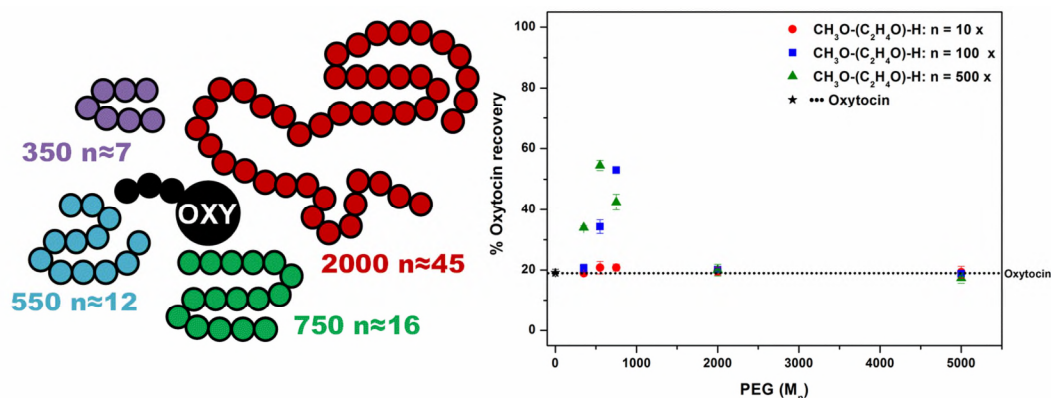 350 n≈7
OXY
550 n≈12
2000 n≈45
750 n≈16
% Oxytocin recovery
100
80
60
40
20
0
CH₃O-(C₂H₄O)-H: n = 10 x
CH₃O-(C₂H₄O)-H: n = 100 x
CH₃O-(C₂H₄O)-H: n = 500 x
Oxytocin
Oxytocin
0 1000 2000 3000 4000 5000
PEG (Mₙ)